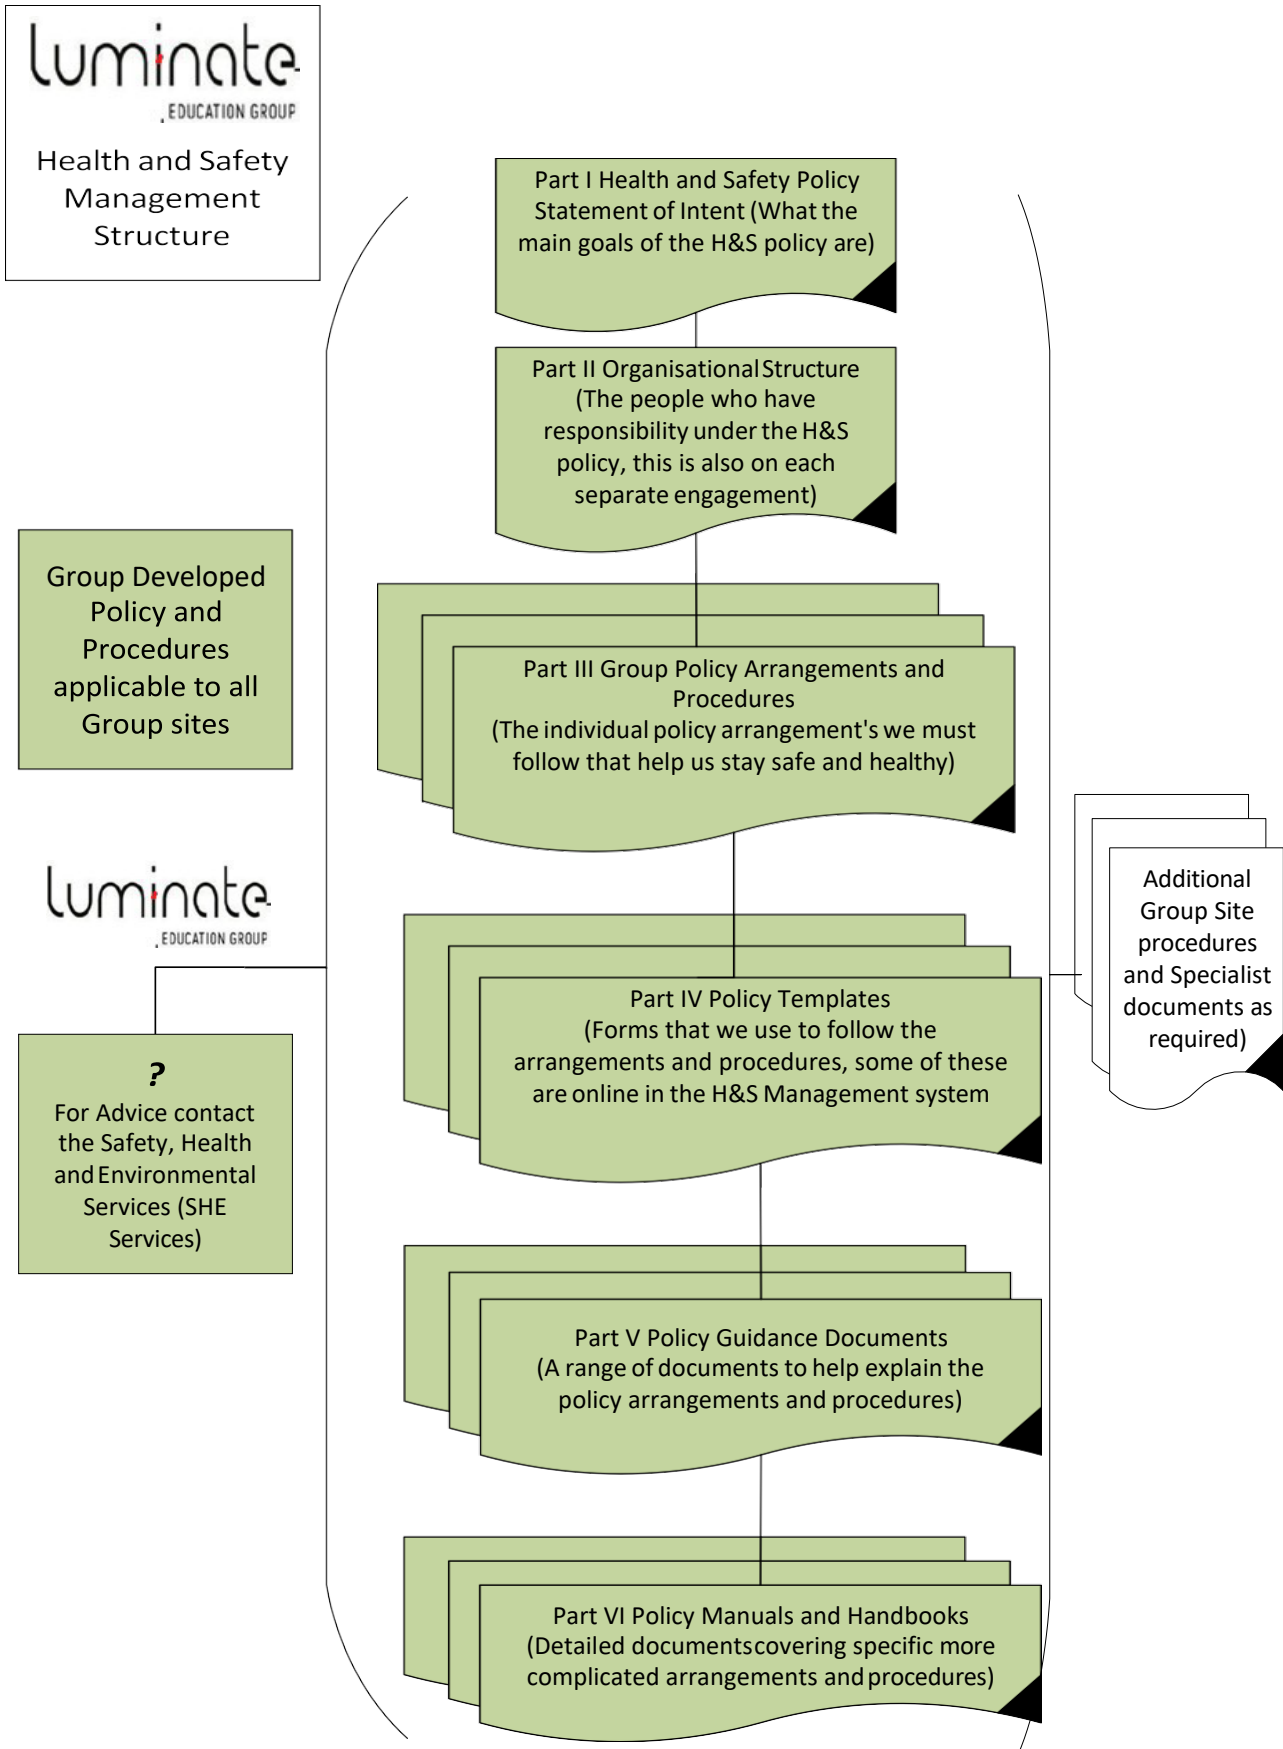 luminate
EDUCATION GROUP
Health and Safety
Management
Structure
Part I Health and Safety Policy
Statement of Intent (What the
main goals of the H&S policy are)
Part II Organisational Structure
(The people who have
responsibility under the H&S
policy, this is also on each
separate engagement)
Group Developed
Policy and
Procedures
applicable to all
Group sites
Part III Group Policy Arrangements and
Procedures
(The individual policy arrangement's we must
follow that help us stay safe and healthy)
luminate
EDUCATION GROUP
Additional
Group Site
procedures
and Specialist
documents as
required)
Part IV Policy Templates
(Forms that we use to follow the
arrangements and procedures, some of these
are online in the H&S Management system
?
For Advice contact
the Safety, Health
and Environmental
Services (SHE
Services)
Part V Policy Guidance Documents
(A range of documents to help explain the
policy arrangements and procedures)
Part VI Policy Manuals and Handbooks
(Detailed documents covering specific more
complicated arrangements and procedures)